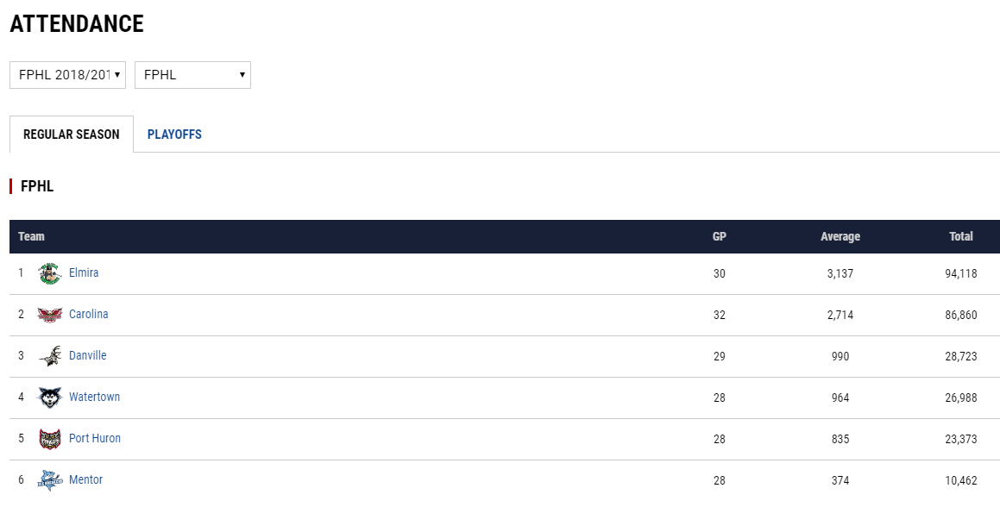 ATTENDANCE
FPHL 2018/201 FPHL
REGULAR SEASON PLAYOFFS
FPHL
Team GP Average Total
1 Elmira 30 3,137 94,118
2 Carolina 32 2,714 86,860
3 Danville 29 990 28,723
4 Watertown 28 964 26,988
5 Port Huron 28 835 23,373
6 Mentor 28 374 10,462